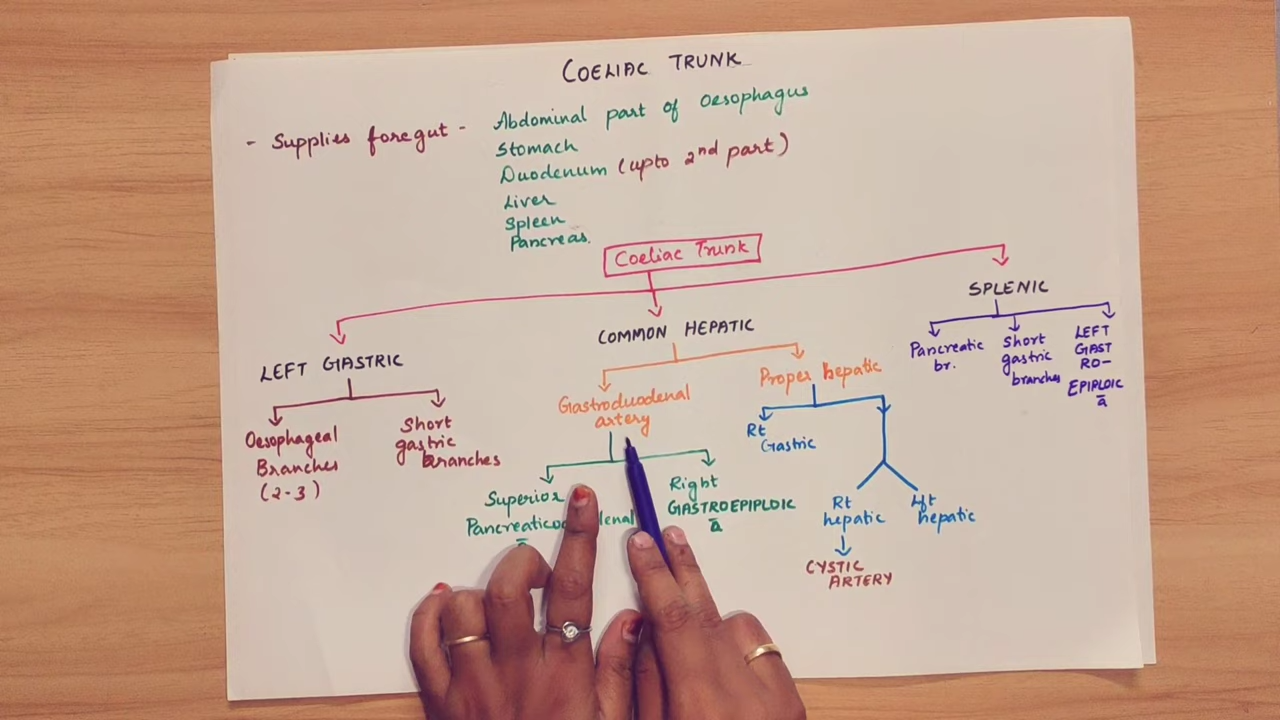 COELIAC TRUNK
- Supplies foregut - Abdominal part of Oesophagus
Stomach
Duodenum (upto 2nd part)
Liver
Spleen
Pancreas.
Coeliac Trunk
LEFT GASTRIC
Oesophageal
Branches
(2-3)
Short
gastric
branches
COMMON HEPATIC
Gastroduodenal
artery
Superior
a
Right
GASTROEPIPLOIC
a
Proper hepatic
Rt
Gastric
Rt
hepatic
CYSTIC
ARTERY
Lft
hepatic
SPLENIC
Pancreatic
br.
Short
gastric
branches
LEFT
GAST
RO-
EPIPLOIC
a